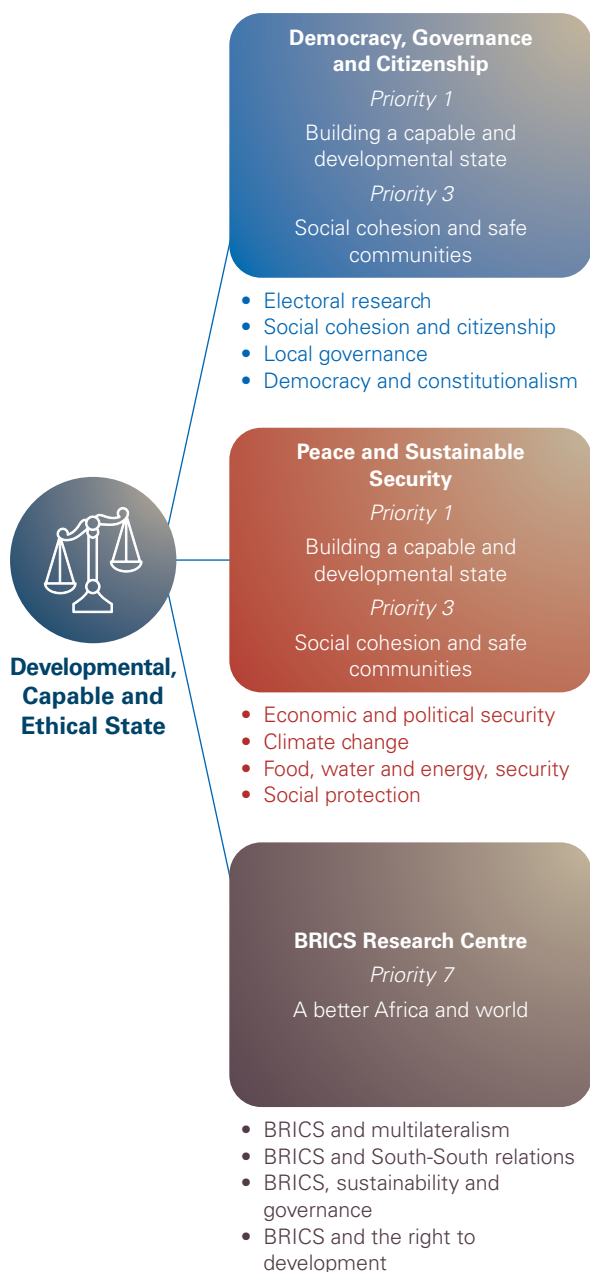 Democracy, Governance
and Citizenship
Priority 1
Building a capable and
developmental state
Priority 3
Social cohesion and safe
communities
• Electoral research
• Social cohesion and citizenship
• Local governance
• Democracy and constitutionalism
Peace and Sustainable
Security
Priority 1
Building a capable and
developmental state
Priority 3
Social cohesion and safe
communities
Developmental,
Capable and
Ethical State
• Economic and political security
• Climate change
• Food, water and energy, security
• Social protection
BRICS Research Centre
Priority 7
A better Africa and world
• BRICS and multilateralism
• BRICS and South-South relations
• BRICS, sustainability and
governance
• BRICS and the right to
development